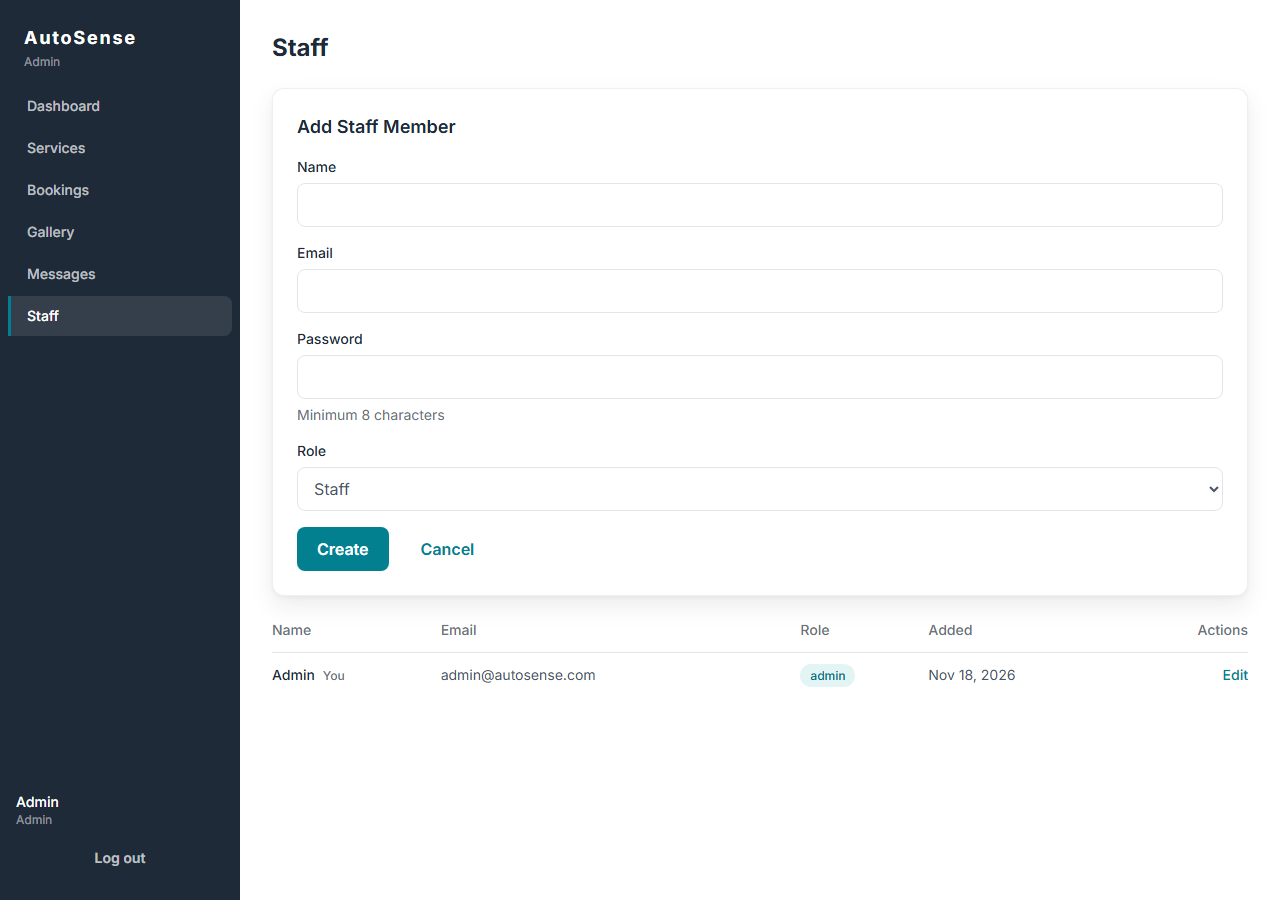 AutoSense
Admin
Dashboard
Services
Bookings
Gallery
Messages
Staff
Admin
Admin
Log out
Staff
Add Staff Member
Name
Email
Password
Minimum 8 characters
Role
Staff
Create Cancel
Name Email Role Added Actions
Admin You admin@autosense.com admin Nov 18, 2026 Edit